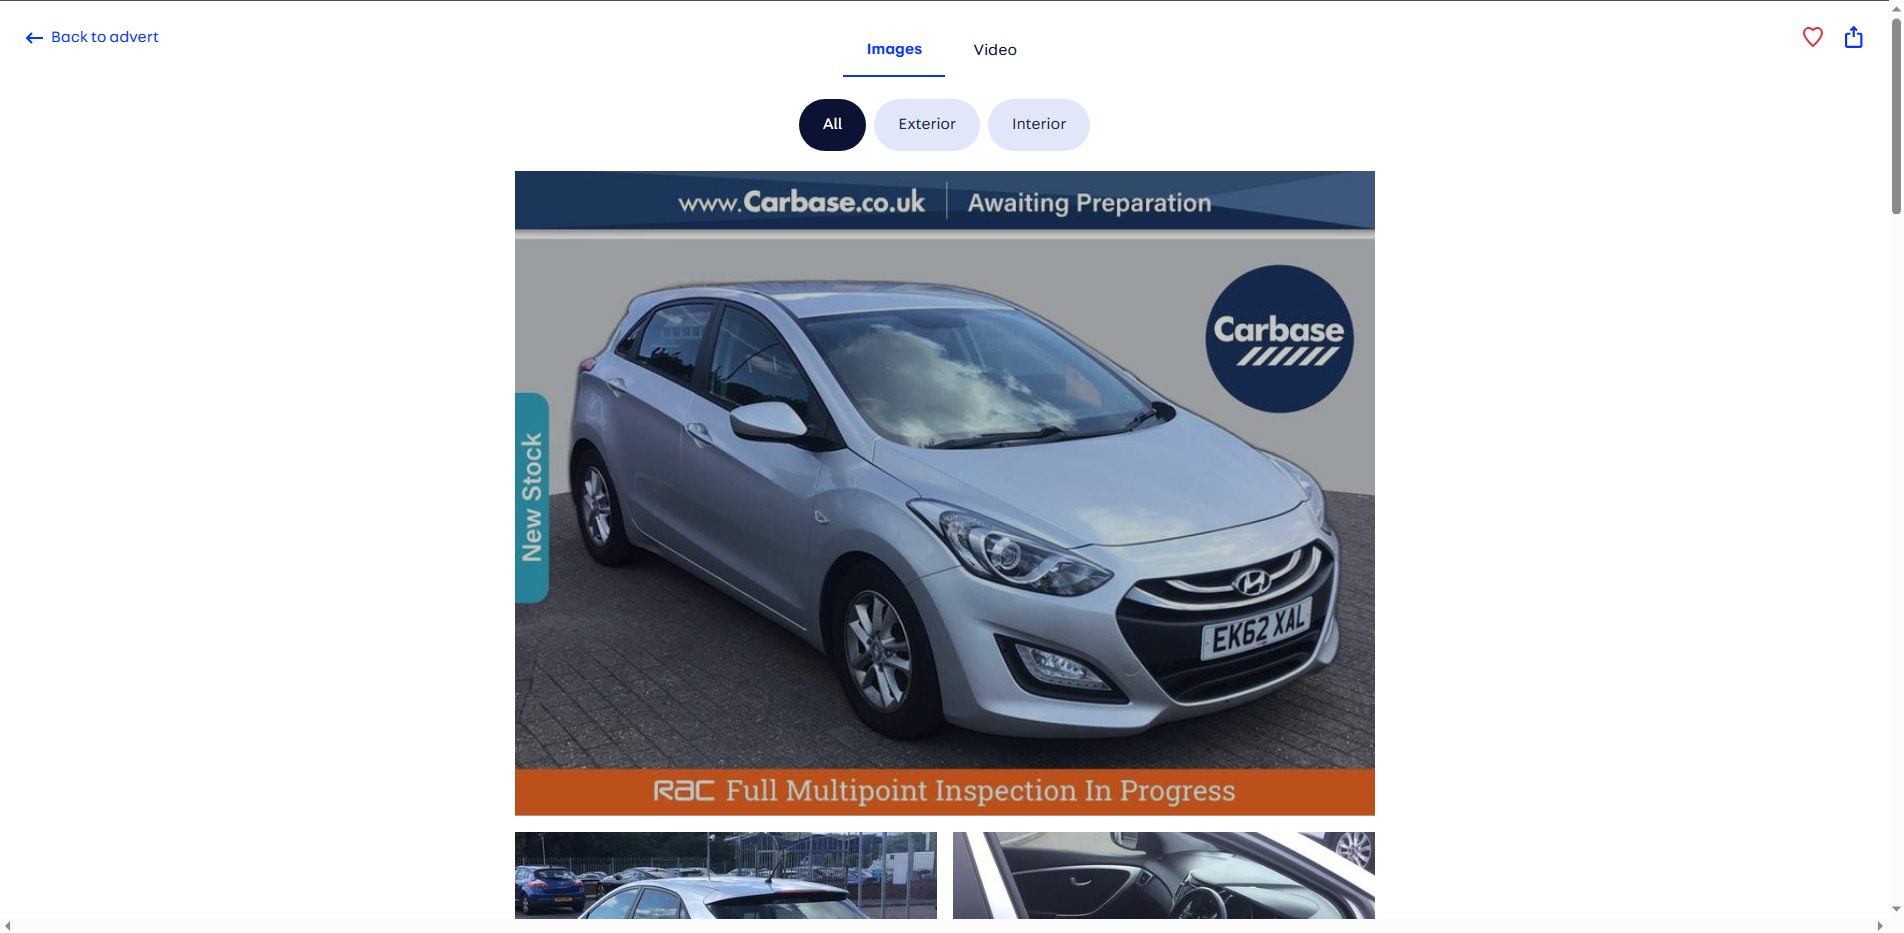 Back to advert
Images
Video
All
Exterior
Interior
www.Carbase.co.uk | Awaiting Preparation
Carbase
New Stock
EK62 XAL
RAC Full Multipoint Inspection In Progress